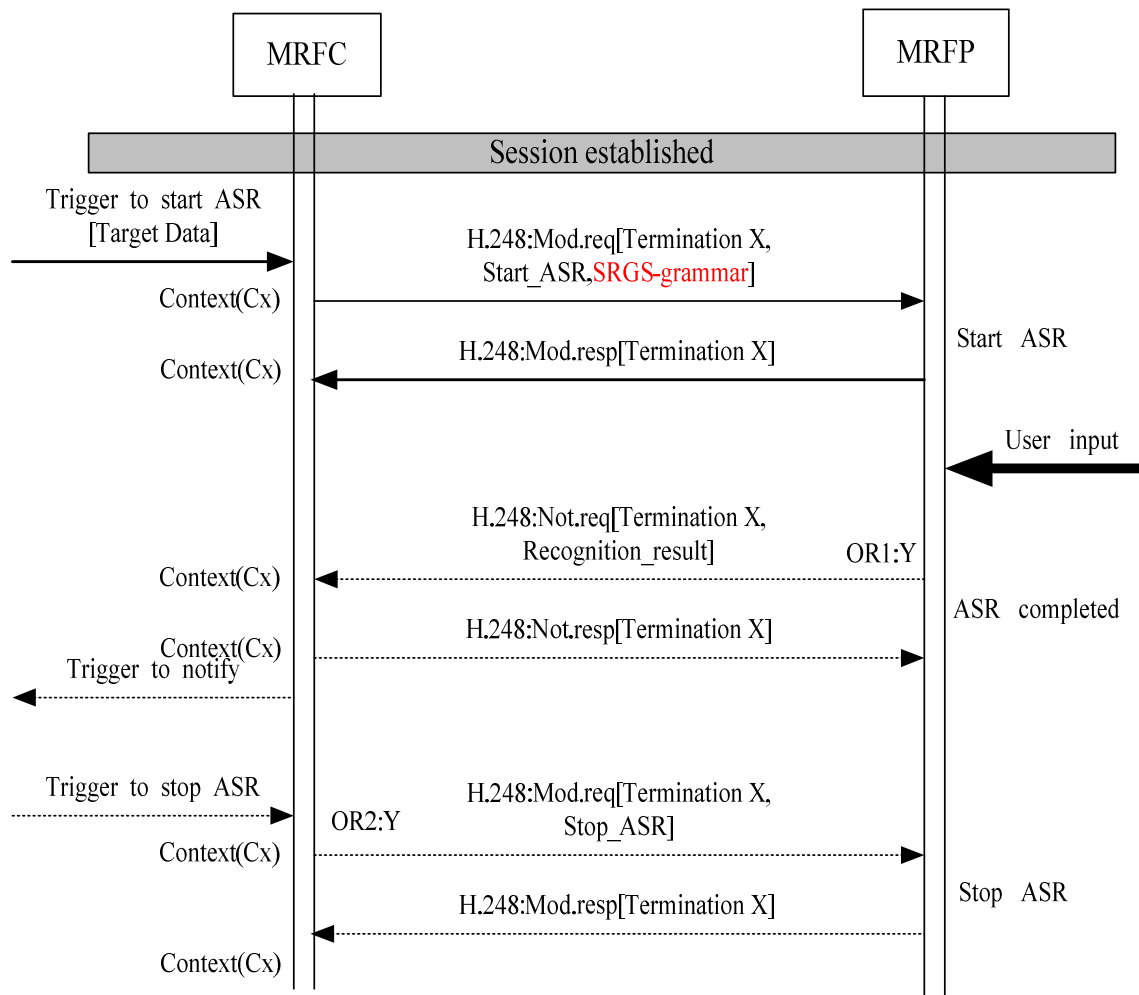 MRFC
MRFP
Session established
Trigger to start ASR
[Target Data]
H.248:Mod.req[Termination X,
Start_ASR,SRGS-grammar]
Context(Cx)
Start ASR
H.248:Mod.resp[Termination X]
Context(Cx)
User input
H.248:Not.req[Termination X,
Recognition_result]
OR1:Y
Context(Cx)
ASR completed
H.248:Not.resp[Termination X]
Context(Cx)
Trigger to notify
Trigger to stop ASR
H.248:Mod.req[Termination X,
Stop_ASR]
OR2:Y
Context(Cx)
Stop ASR
H.248:Mod.resp[Termination X]
Context(Cx)